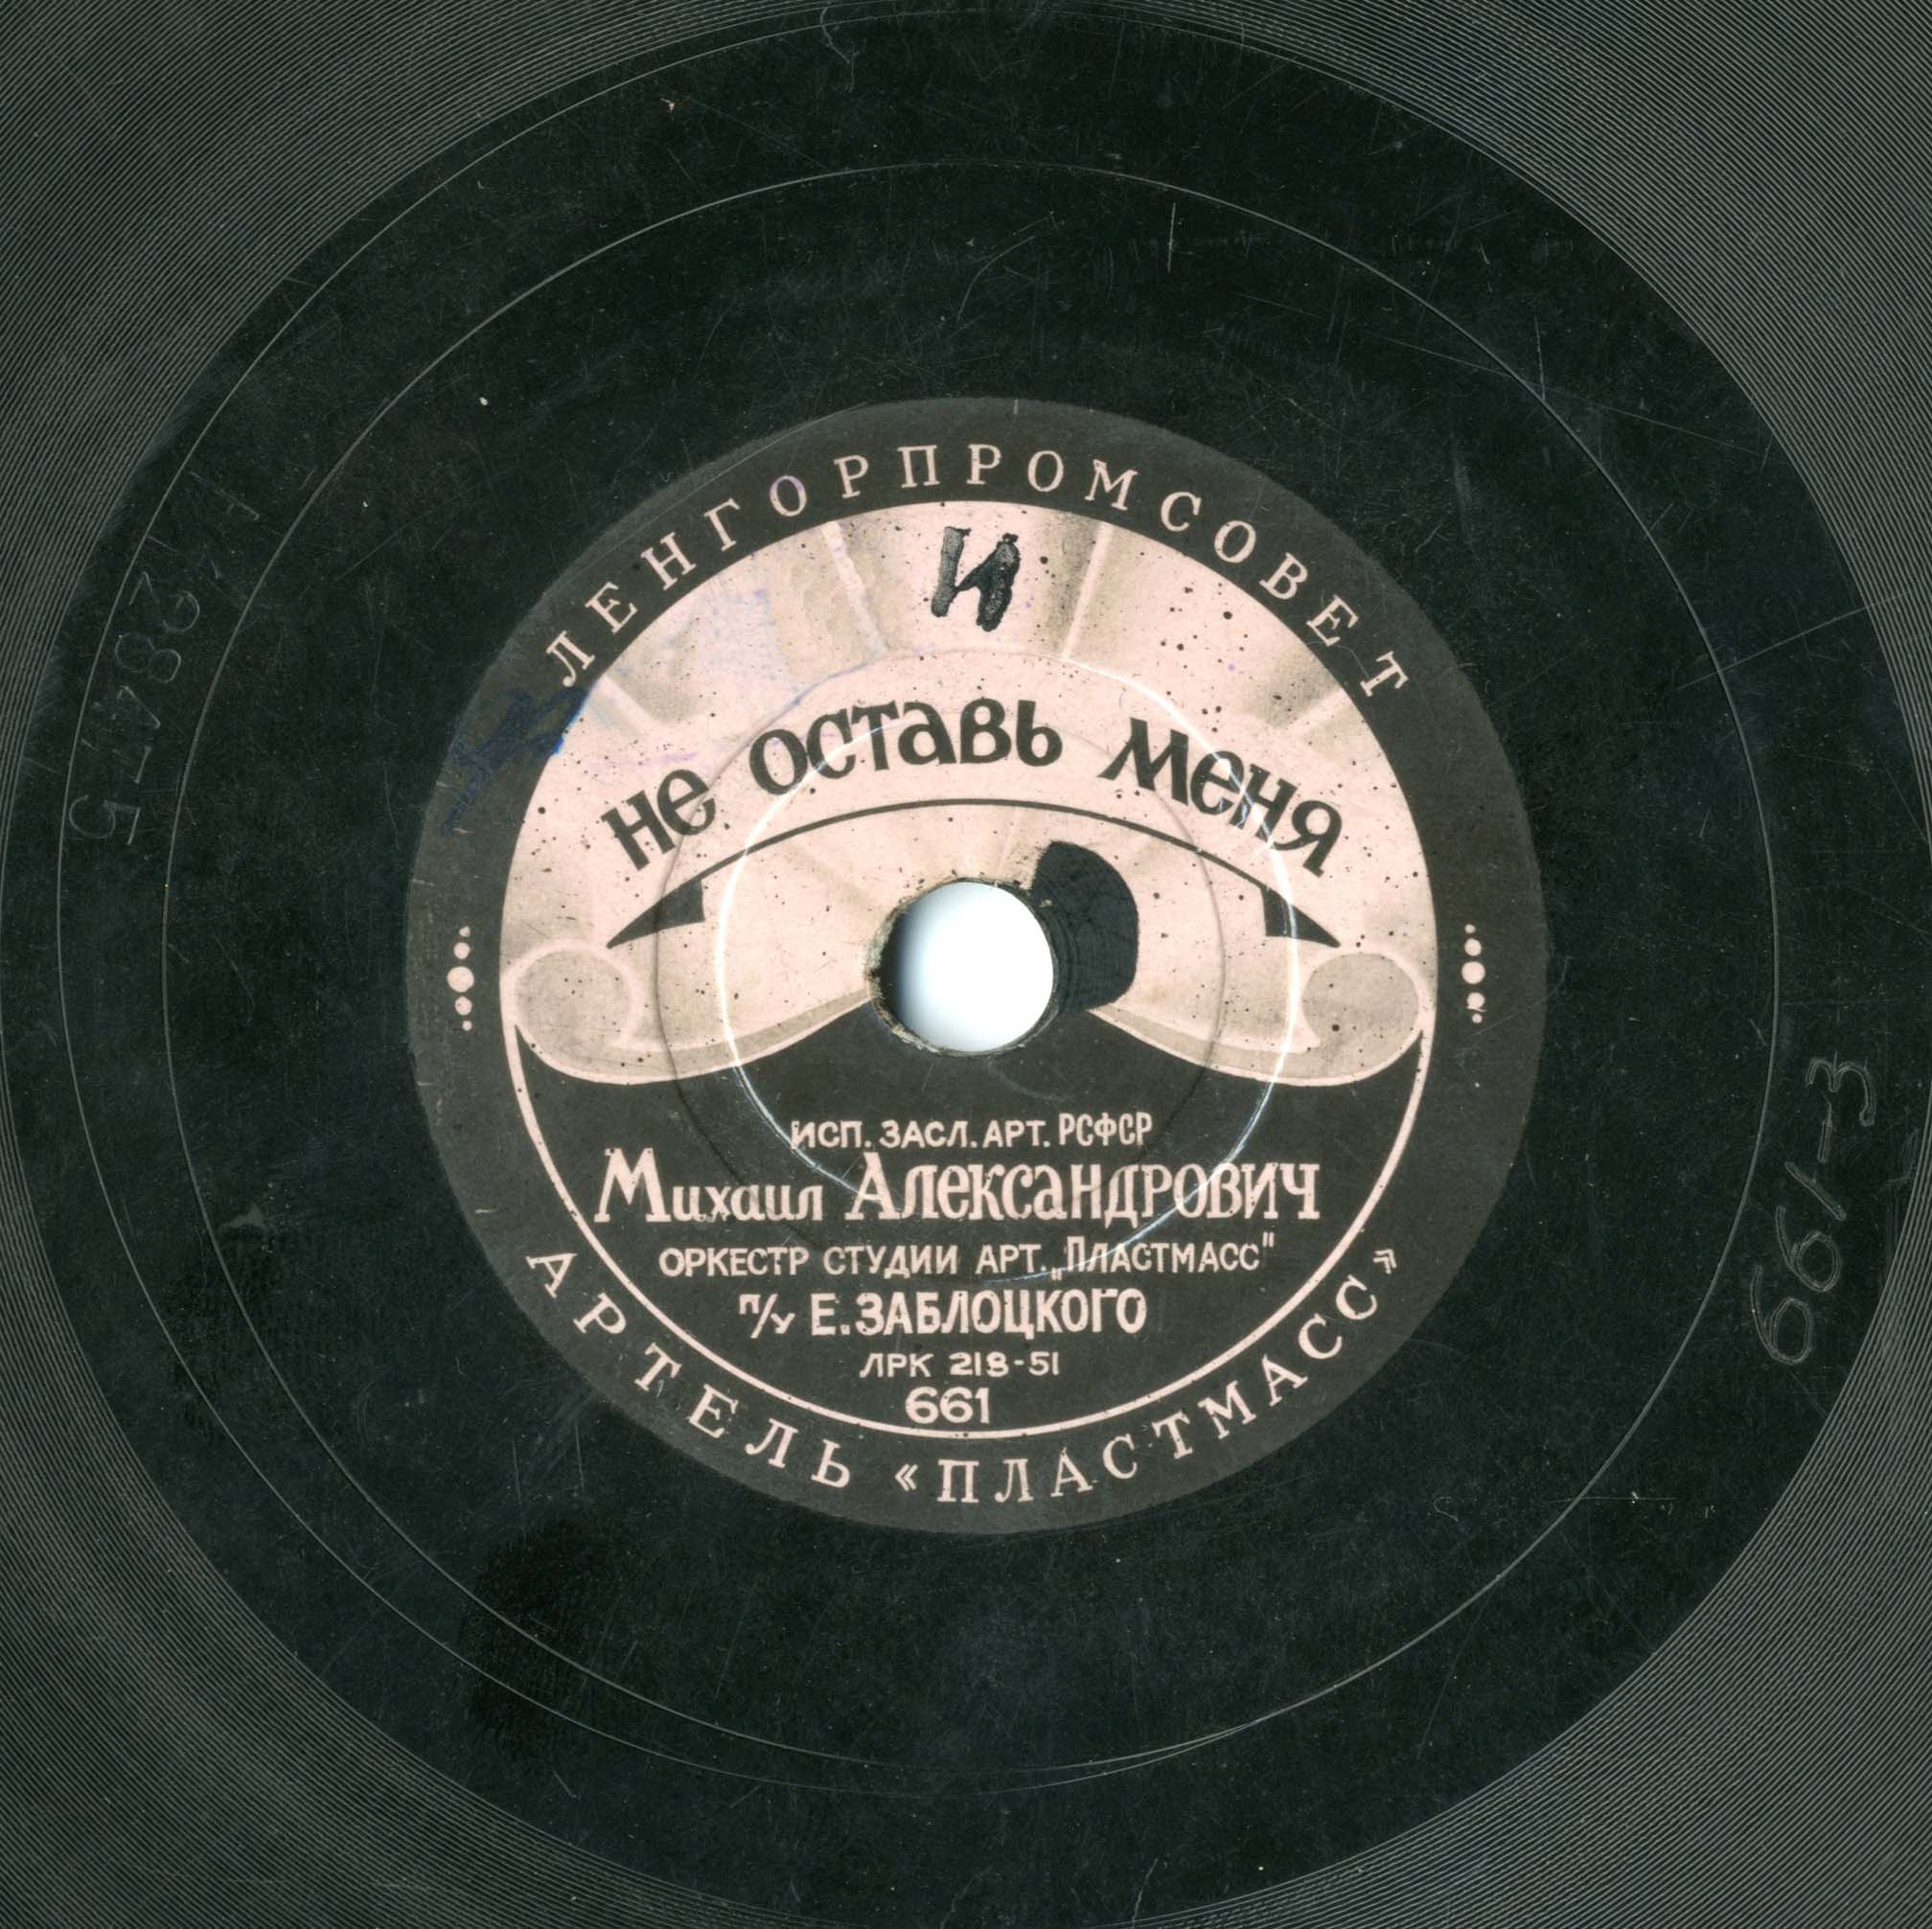 ЛЕНГОРПРОМСОВЕТ
И
не оставь меня
ИСП. ЗАСЛ. АРТ. РСФСР
Михаил Александрович
ОРКЕСТР СТУДИИ АРТ. „ПЛАСТМАСС"
п/у Е. ЗАБЛОЦКОГО
ЛРК 218-51
661
АРТЕЛЬ «ПЛАСТМАСС»
661-3
28475